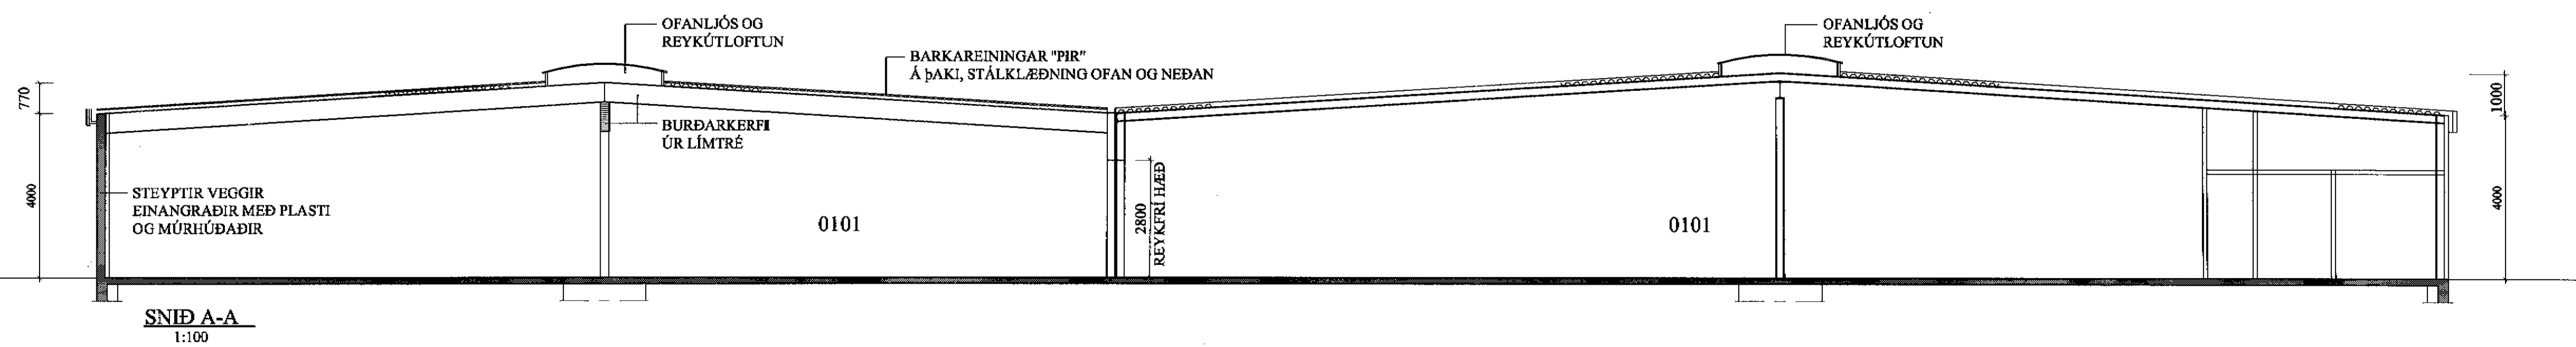 OFANLJÓS OG
REYKÚTLOFTUN
OFANLJÓS OG
REYKÚTLOFTUN
BARKAREININGAR "PIR"
Á ÞAKI, STÁLKLÆÐNING OFAN OG NEÐAN
770
1000
BURÐARKERFI
ÚR LÍMTRÉ
4000
STEYPTIR VEGGIR
EINANGRAÐIR MEÐ PLASTI
OG MÚRHÚÐAÐIR
0101
2800
REYKFRÍ HÆÐ
0101
4000
SNIÐ A-A
1:100